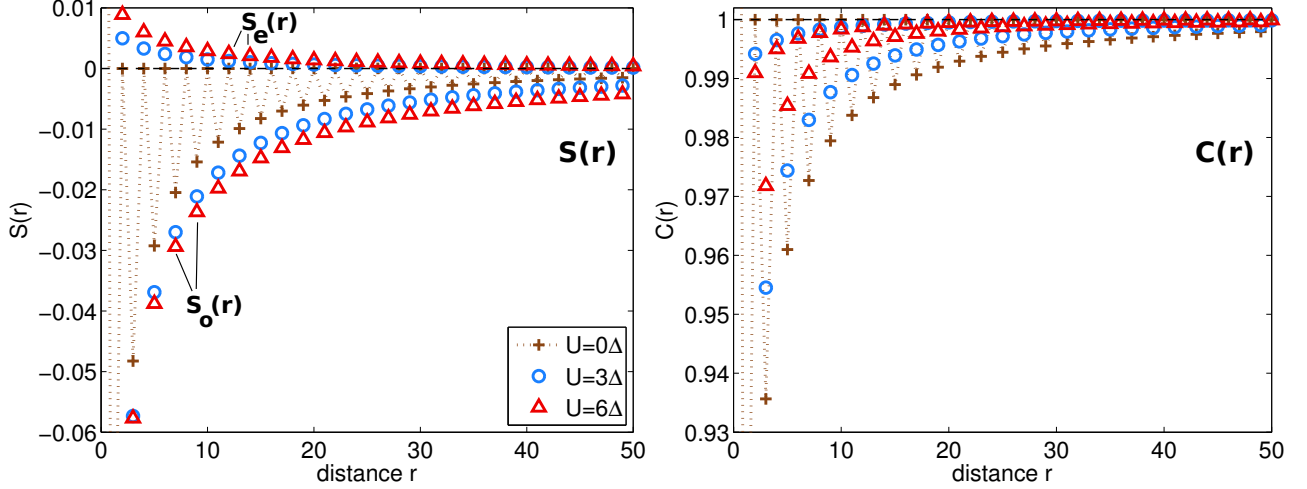 0.01
0
−0.01
−0.02
−0.03
−0.04
−0.05
−0.06
S(r)
S_e(r)
S_o(r)
S(r)
U=0Δ
U=3Δ
U=6Δ
0 10 20 30 40 50
distance r
1
0.99
0.98
0.97
0.96
0.95
0.94
0.93
C(r)
C(r)
0 10 20 30 40 50
distance r